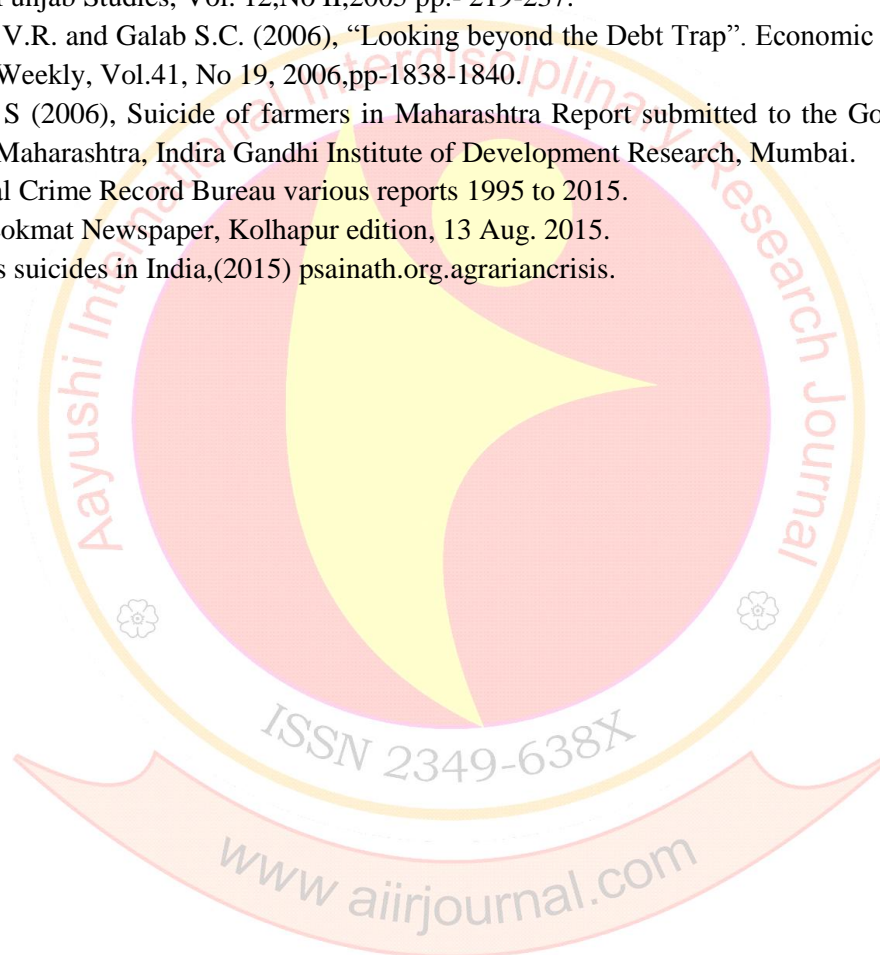 Punjab Studies, Vol. 12,No II,2005 pp.- 219-237.
V.R. and Galab S.C. (2006), “Looking beyond the Debt Trap”. Economic
Weekly, Vol.41, No 19, 2006,pp-1838-1840.
S (2006), Suicide of farmers in Maharashtra Report submitted to the Go
Maharashtra, Indira Gandhi Institute of Development Research, Mumbai.
al Crime Record Bureau various reports 1995 to 2015.
okmat Newspaper, Kolhapur edition, 13 Aug. 2015.
s suicides in India,(2015) psainath.org.agrariancrisis.
Aayushi International Interdisciplinary Research Journal
ISSN 2349-638X
www aiirjournal.com